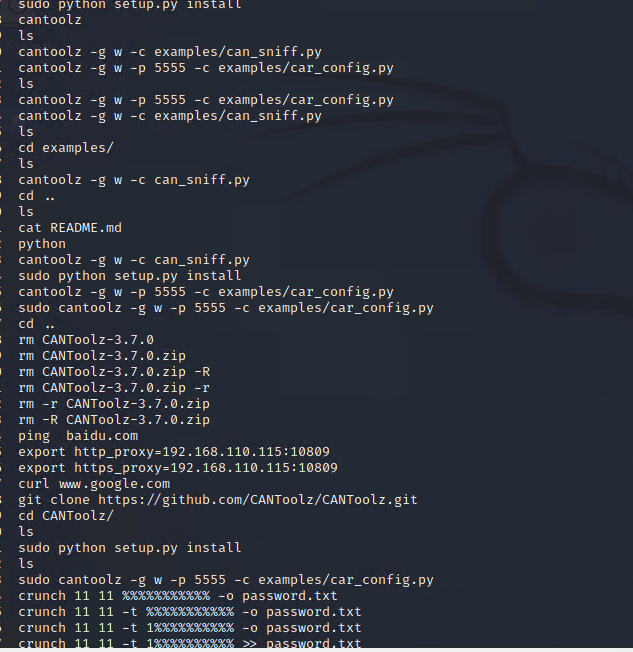 sudo python setup.py install
cantoolz
ls
cantoolz -g w -c examples/can_sniff.py
cantoolz -g w -p 5555 -c examples/car_config.py
ls
cantoolz -g w -p 5555 -c examples/car_config.py
cantoolz -g w -c examples/can_sniff.py
ls
cd examples/
ls
cantoolz -g w -c can_sniff.py
cd ..
ls
cat README.md
python
cantoolz -g w -c can_sniff.py
sudo python setup.py install
cantoolz -g w -p 5555 -c examples/car_config.py
sudo cantoolz -g w -p 5555 -c examples/car_config.py
cd ..
rm CANToolz-3.7.0
rm CANToolz-3.7.0.zip
rm CANToolz-3.7.0.zip -R
rm CANToolz-3.7.0.zip -r
rm -r CANToolz-3.7.0.zip
rm -R CANToolz-3.7.0.zip
ping  baidu.com
export http_proxy=192.168.110.115:10809
export https_proxy=192.168.110.115:10809
curl www.google.com
git clone https://github.com/CANToolz/CANToolz.git
cd CANToolz/
ls
sudo python setup.py install
ls
sudo cantoolz -g w -p 5555 -c examples/car_config.py
crunch 11 11 %%%%%%%%%%% -o password.txt
crunch 11 11 -t %%%%%%%%%%% -o password.txt
crunch 11 11 -t 1%%%%%%%%%% -o password.txt
crunch 11 11 -t 1%%%%%%%%%% >> password.txt